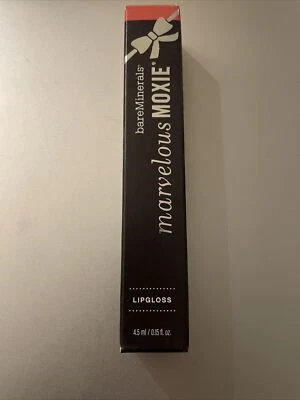 bareMinerals®
marvelous MOXIE®
LIPGLOSS
4.5 ml / 0.15 fl. oz.